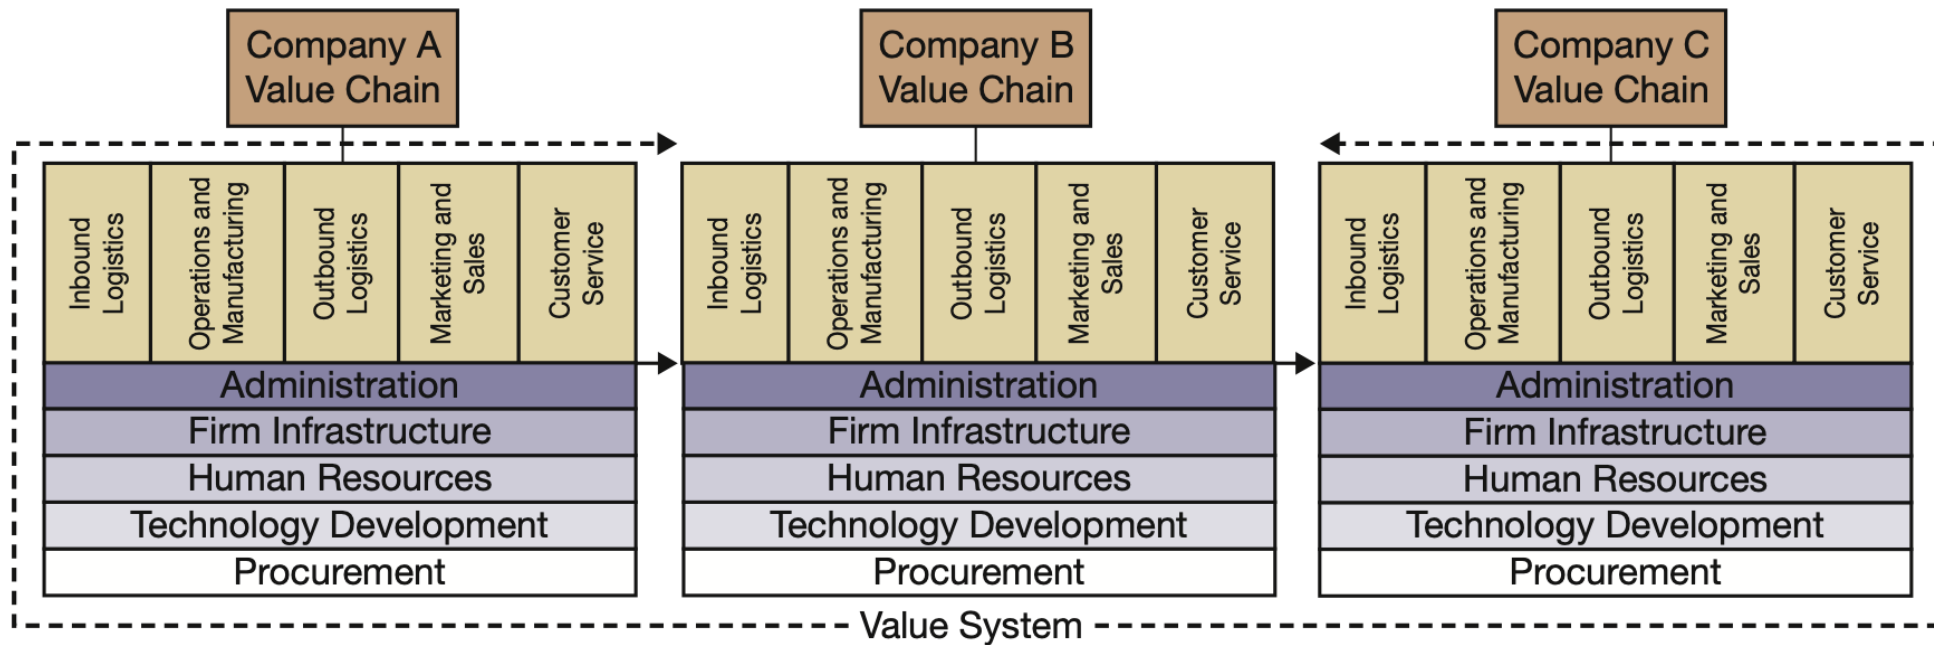 Company A
Value Chain
Company B
Value Chain
Company C
Value Chain
Inbound
Logistics
Operations and
Manufacturing
Outbound
Logistics
Marketing and
Sales
Customer
Service
Administration
Firm Infrastructure
Human Resources
Technology Development
Procurement
Inbound
Logistics
Operations and
Manufacturing
Outbound
Logistics
Marketing and
Sales
Customer
Service
Administration
Firm Infrastructure
Human Resources
Technology Development
Procurement
Inbound
Logistics
Operations and
Manufacturing
Outbound
Logistics
Marketing and
Sales
Customer
Service
Administration
Firm Infrastructure
Human Resources
Technology Development
Procurement
Value System